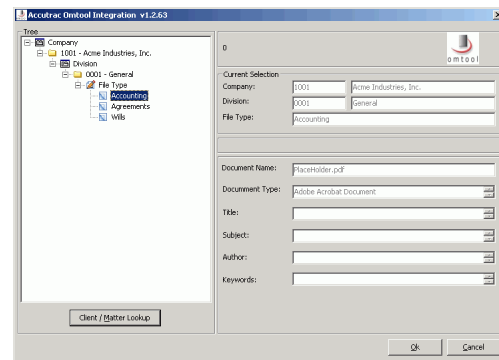 Accutrac Omtool Integration v1.2.63
Tree
Company
1001 - Acme Industries, Inc.
Division
0001 - General
File Type
Accounting
Agreements
Wills
Client / Matter Lookup
0
omtool
Current Selection
Company: 1001 Acme Industries, Inc.
Division: 0001 General
File Type: Accounting
Document Name: PlaceHolder.pdf
Documment Type: Adobe Acrobat Document
Title:
Subject:
Author:
Keywords:
Ok Cancel